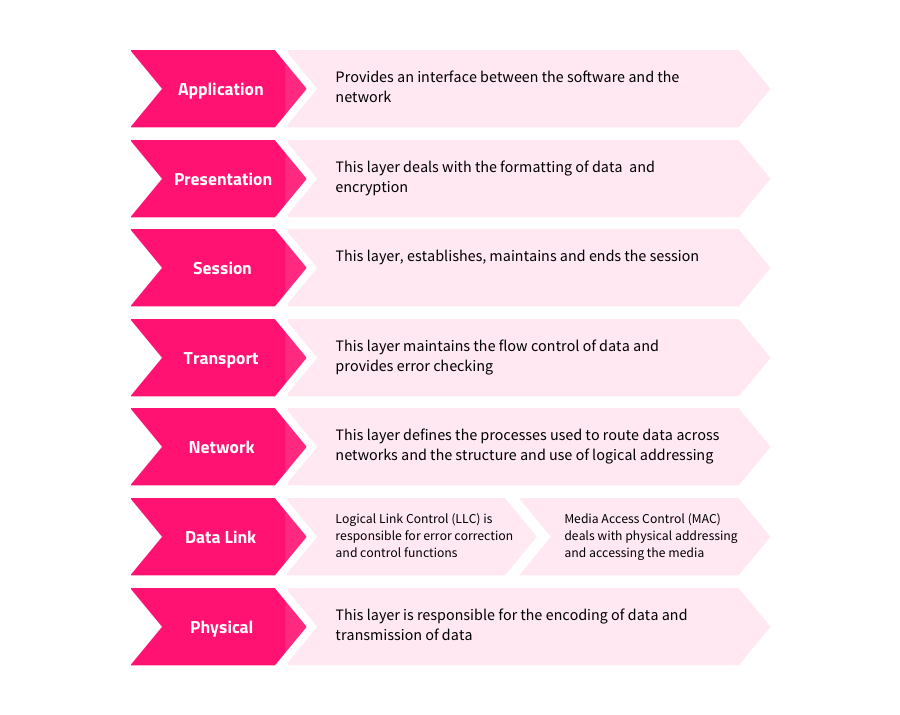 Application
Provides an interface between the software and the
network
Presentation
This layer deals with the formatting of data  and
encryption
Session
This layer, establishes, maintains and ends the session
Transport
This layer maintains the flow control of data and
provides error checking
Network
This layer defines the processes used to route data across
networks and the structure and use of logical addressing
Data Link
Logical Link Control (LLC) is
responsible for error correction
and control functions
Media Access Control (MAC)
deals with physical addressing
and accessing the media
Physical
This layer is responsible for the encoding of data and
transmission of data